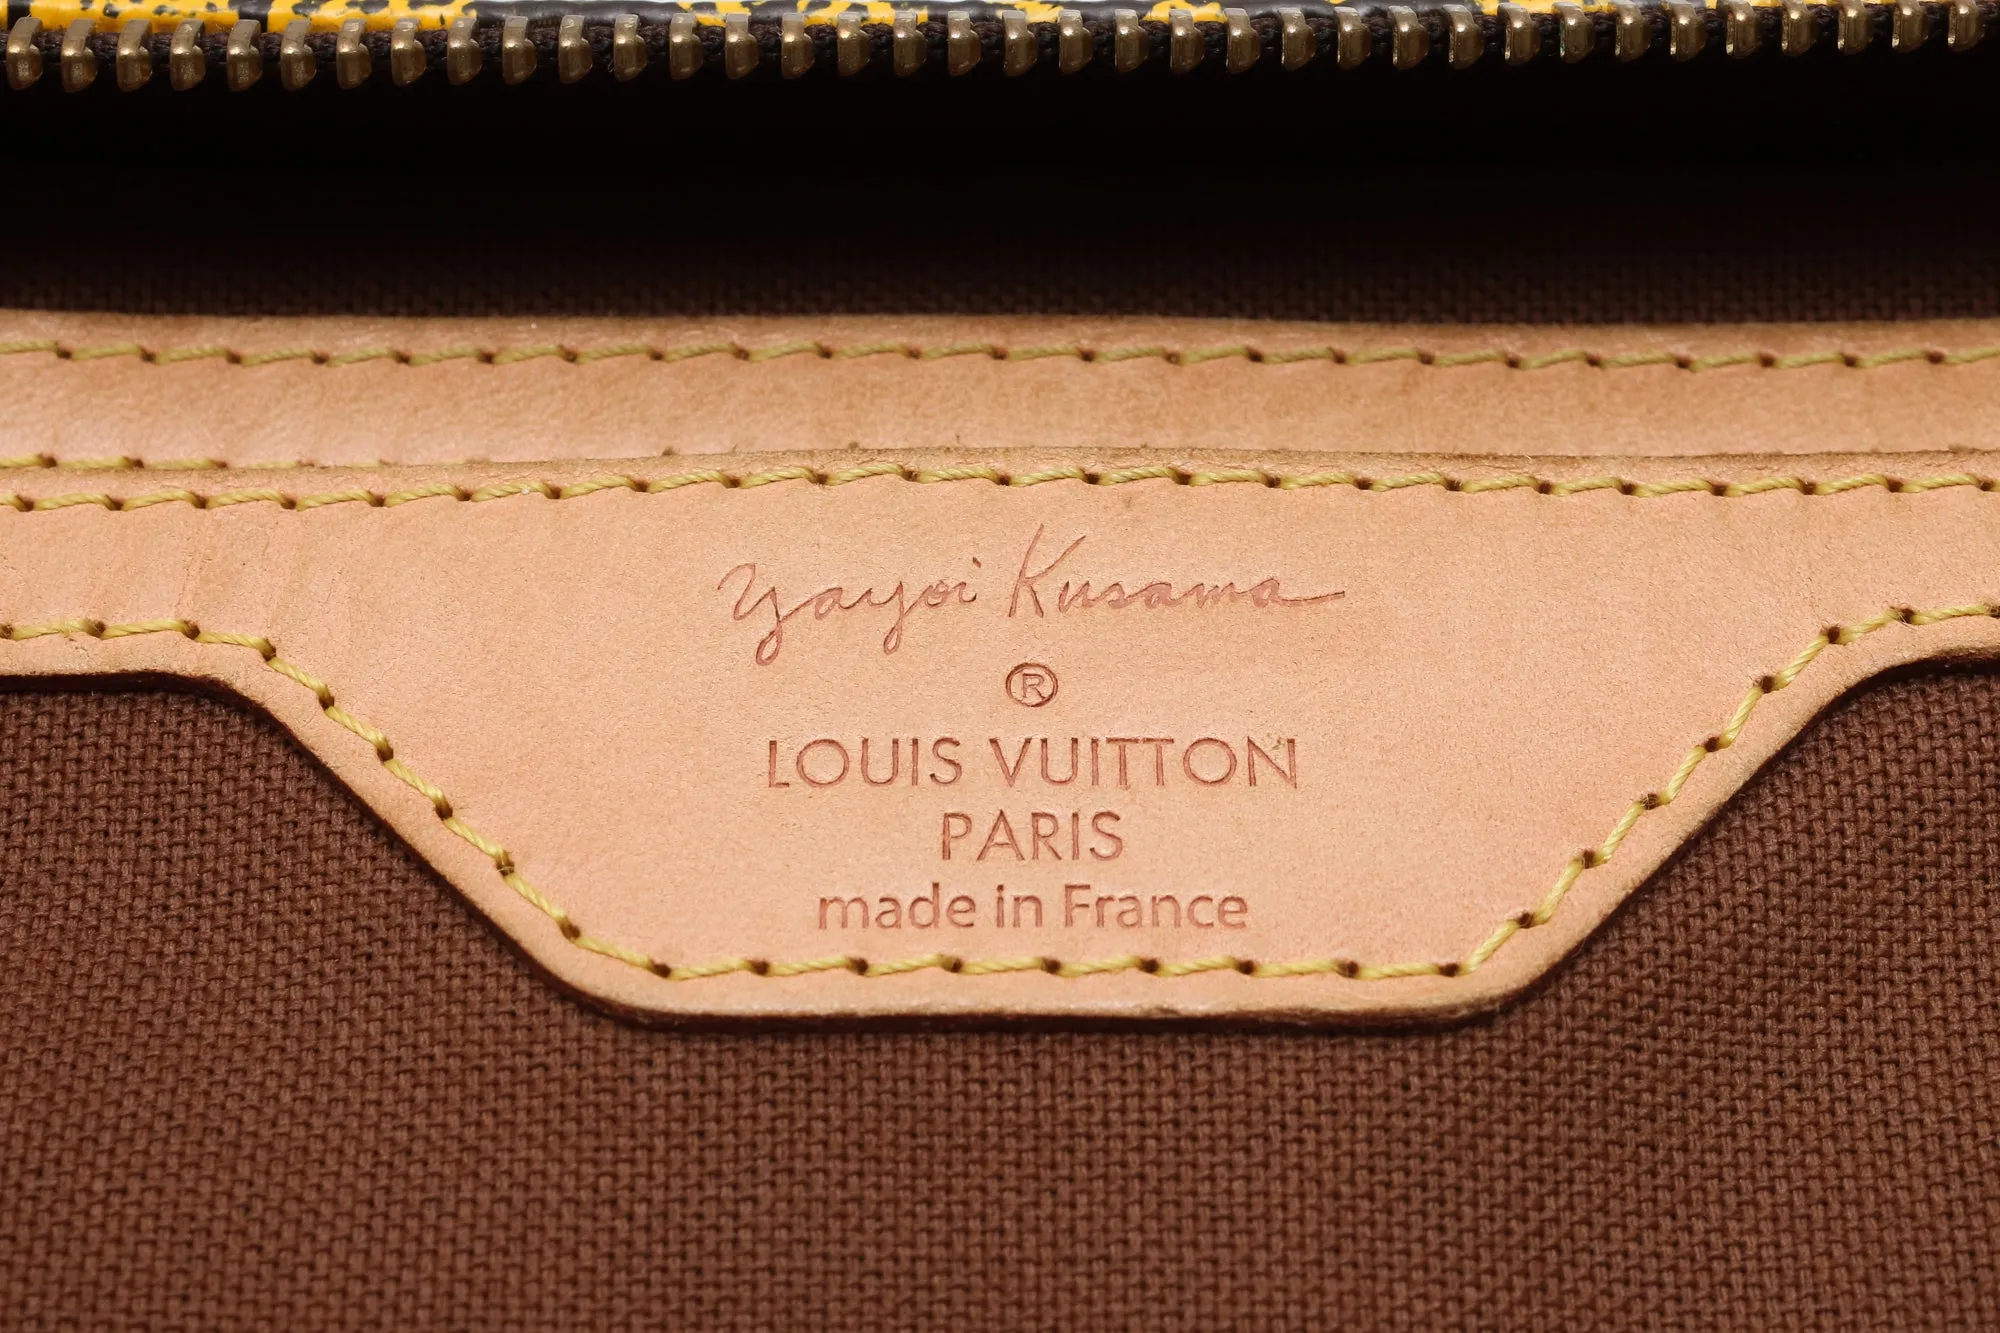 Yayoi Kusama
®
LOUIS VUITTON
PARIS
made in France